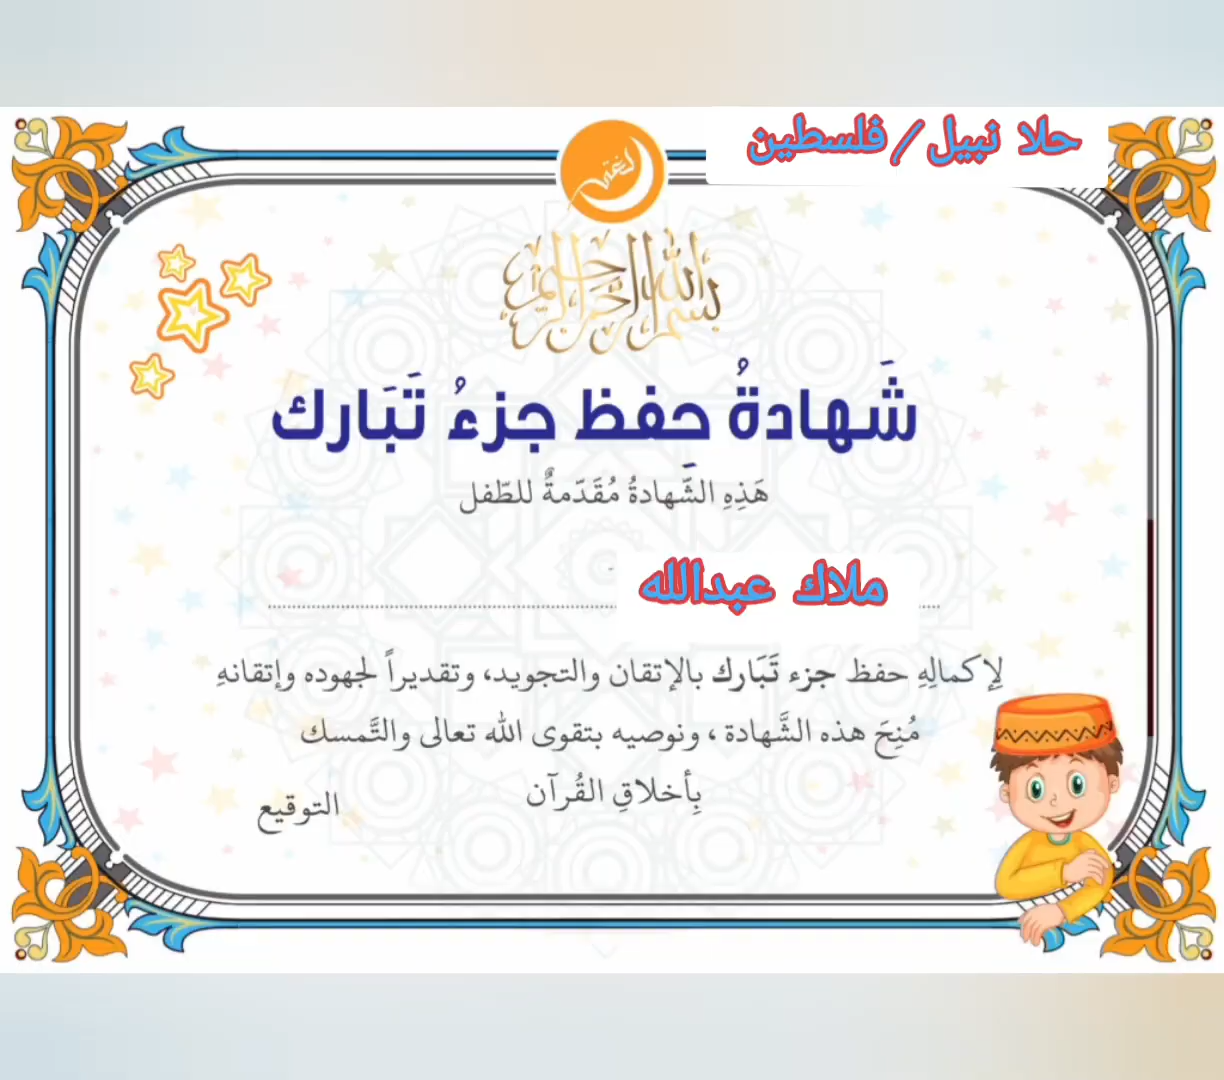 حلا نبيل / فلسطين
لغتي
بسم الله الرحمن الرحيم
شَهادةُ حِفظ جزءُ تَبَارك
هَذِهِ الشَّهادةُ مُقَدّمةٌ للطّفل
ملاك عبدالله
لِإكمالِهِ حفظ جزء تَبَارك بالإتقان والتجويد، وتقديراً لجهوده وإتقانهِ
مُنِحَ هذه الشَّهادة ، ونوصيه بتقوى الله تعالى والتَّمسك
بِأخلاقِ القُرآن
التوقيع